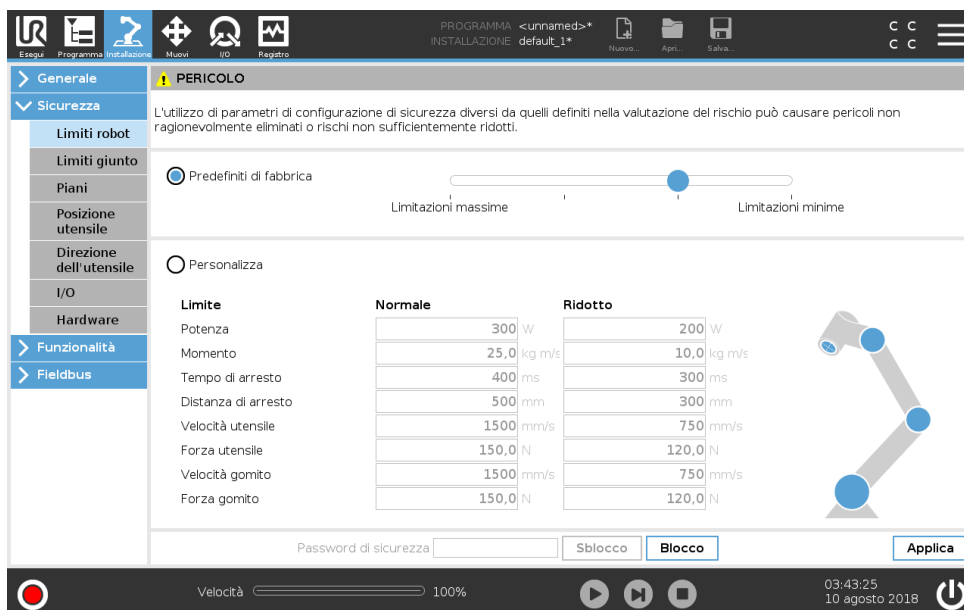 UR
Esegui
Programma
Installazione
Muovi
I/O
Registro
PROGRAMMA <unnamed>*
INSTALLAZIONE default_1*
Nuovo...
Apri...
Salva...
C C
C C
Generale
Sicurezza
Limiti robot
Limiti giunto
Piani
Posizione
utensile
Direzione
dell'utensile
I/O
Hardware
Funzionalità
Fieldbus
PERICOLO
L'utilizzo di parametri di configurazione di sicurezza diversi da quelli definiti nella valutazione del rischio può causare pericoli non
ragionevolmente eliminati o rischi non sufficientemente ridotti.
Predefiniti di fabbrica
Limitazioni massime Limitazioni minime
Personalizza
Limite Normale Ridotto
Potenza 300 W 200 W
Momento 25,0 kg m/s 10,0 kg m/s
Tempo di arresto 400 ms 300 ms
Distanza di arresto 500 mm 300 mm
Velocità utensile 1500 mm/s 750 mm/s
Forza utensile 150,0 N 120,0 N
Velocità gomito 1500 mm/s 750 mm/s
Forza gomito 150,0 N 120,0 N
Password di sicurezza Sblocco Blocco Applica
Velocità 100%
03:43:25
10 agosto 2018